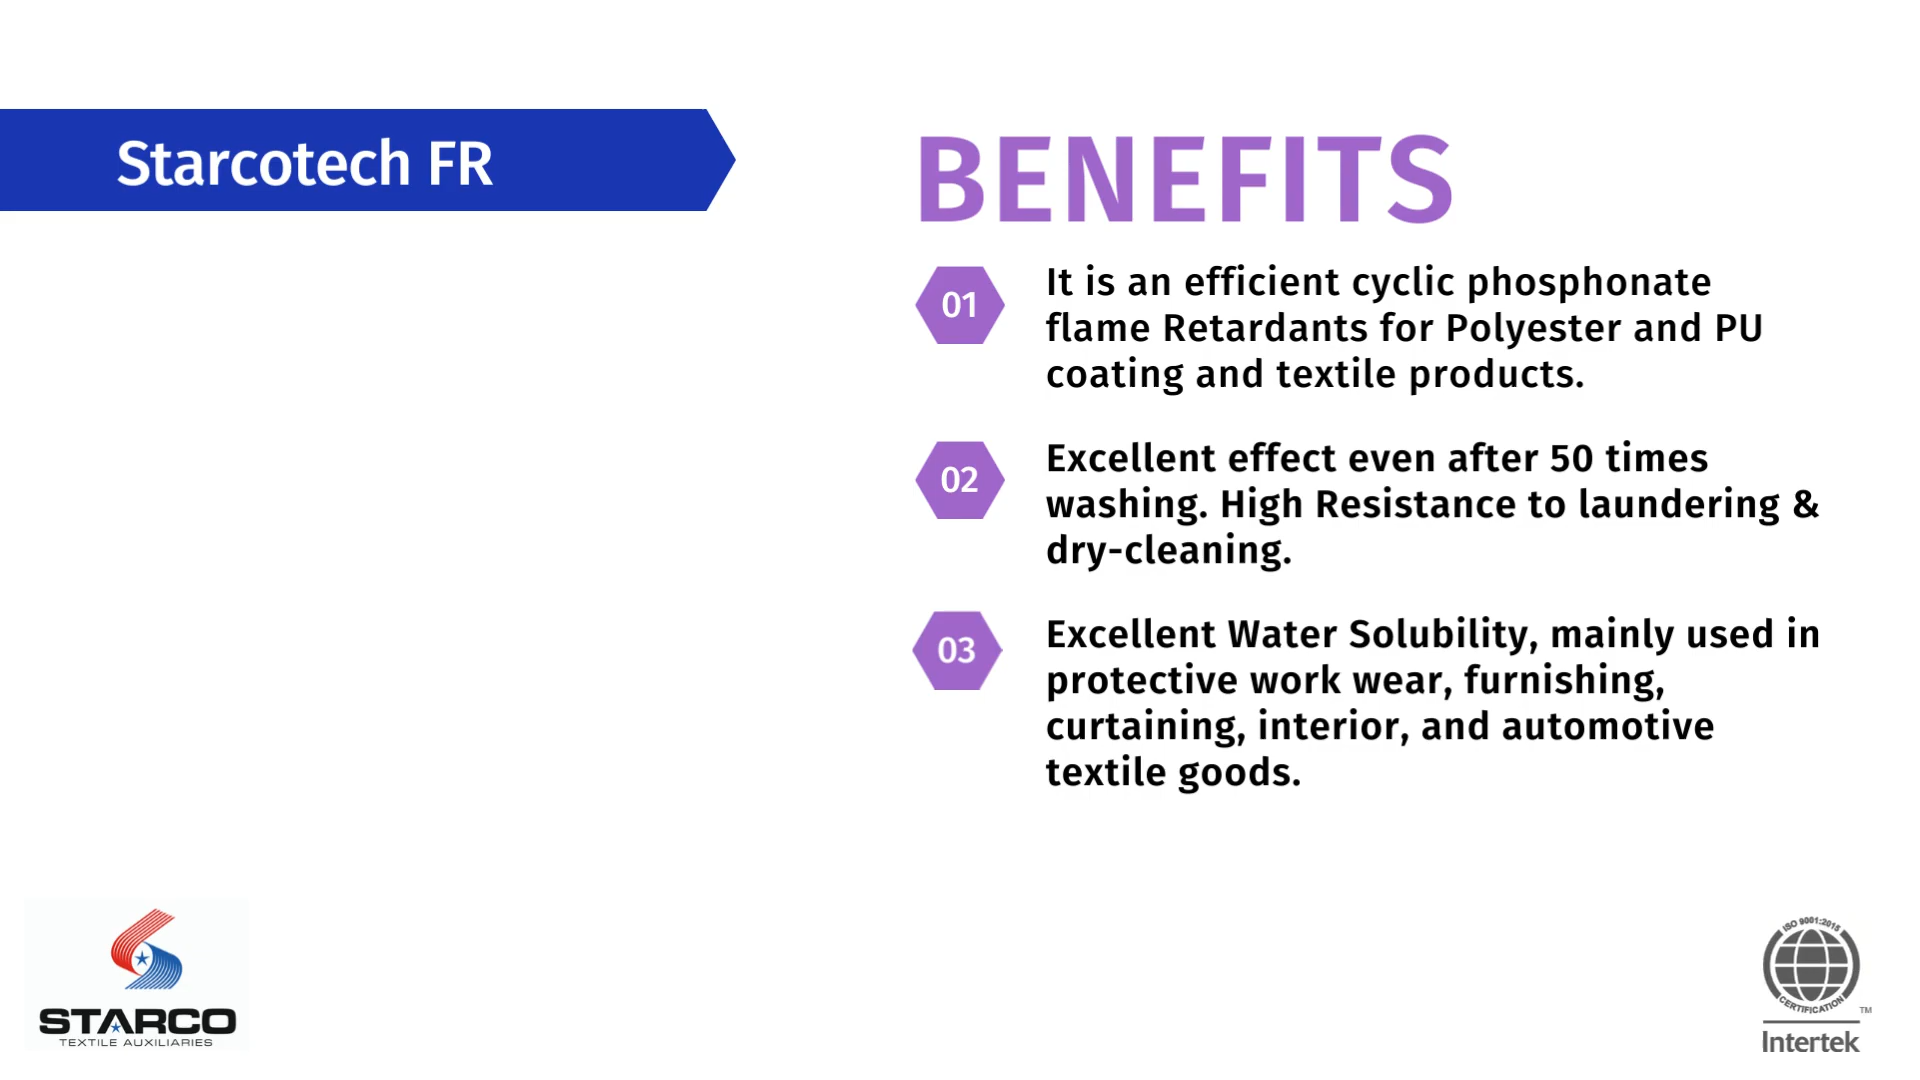 Starcotech FR
BENEFITS
01
It is an efficient cyclic phosphonate
flame Retardants for Polyester and PU
coating and textile products.
02
Excellent effect even after 50 times
washing. High Resistance to laundering &
dry-cleaning.
03
Excellent Water Solubility, mainly used in
protective work wear, furnishing,
curtaining, interior, and automotive
textile goods.
STARCO
TEXTILE AUXILIARIES
ISO 9001:2015
CERTIFICATION
TM
Intertek